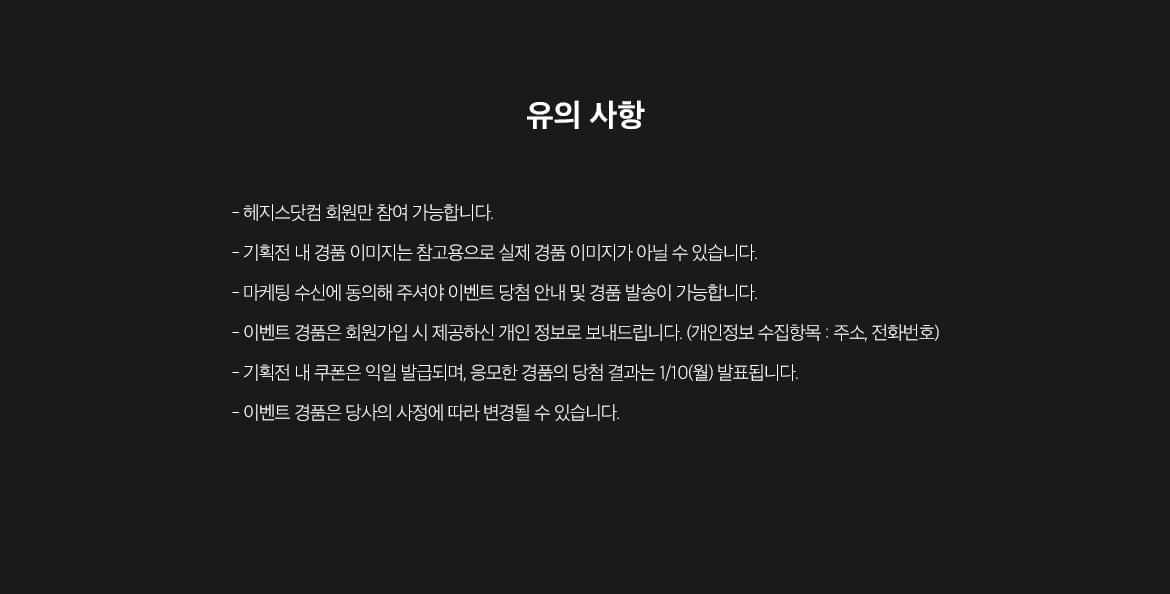 유의 사항
- 헤지스닷컴 회원만 참여 가능합니다.
- 기획전 내 경품 이미지는 참고용으로 실제 경품 이미지가 아닐 수 있습니다.
- 마케팅 수신에 동의해 주셔야 이벤트 당첨 안내 및 경품 발송이 가능합니다.
- 이벤트 경품은 회원가입 시 제공하신 개인 정보로 보내드립니다. (개인정보 수집항목 : 주소, 전화번호)
- 기획전 내 쿠폰은 익일 발급되며, 응모한 경품의 당첨 결과는 1/10(월) 발표됩니다.
- 이벤트 경품은 당사의 사정에 따라 변경될 수 있습니다.